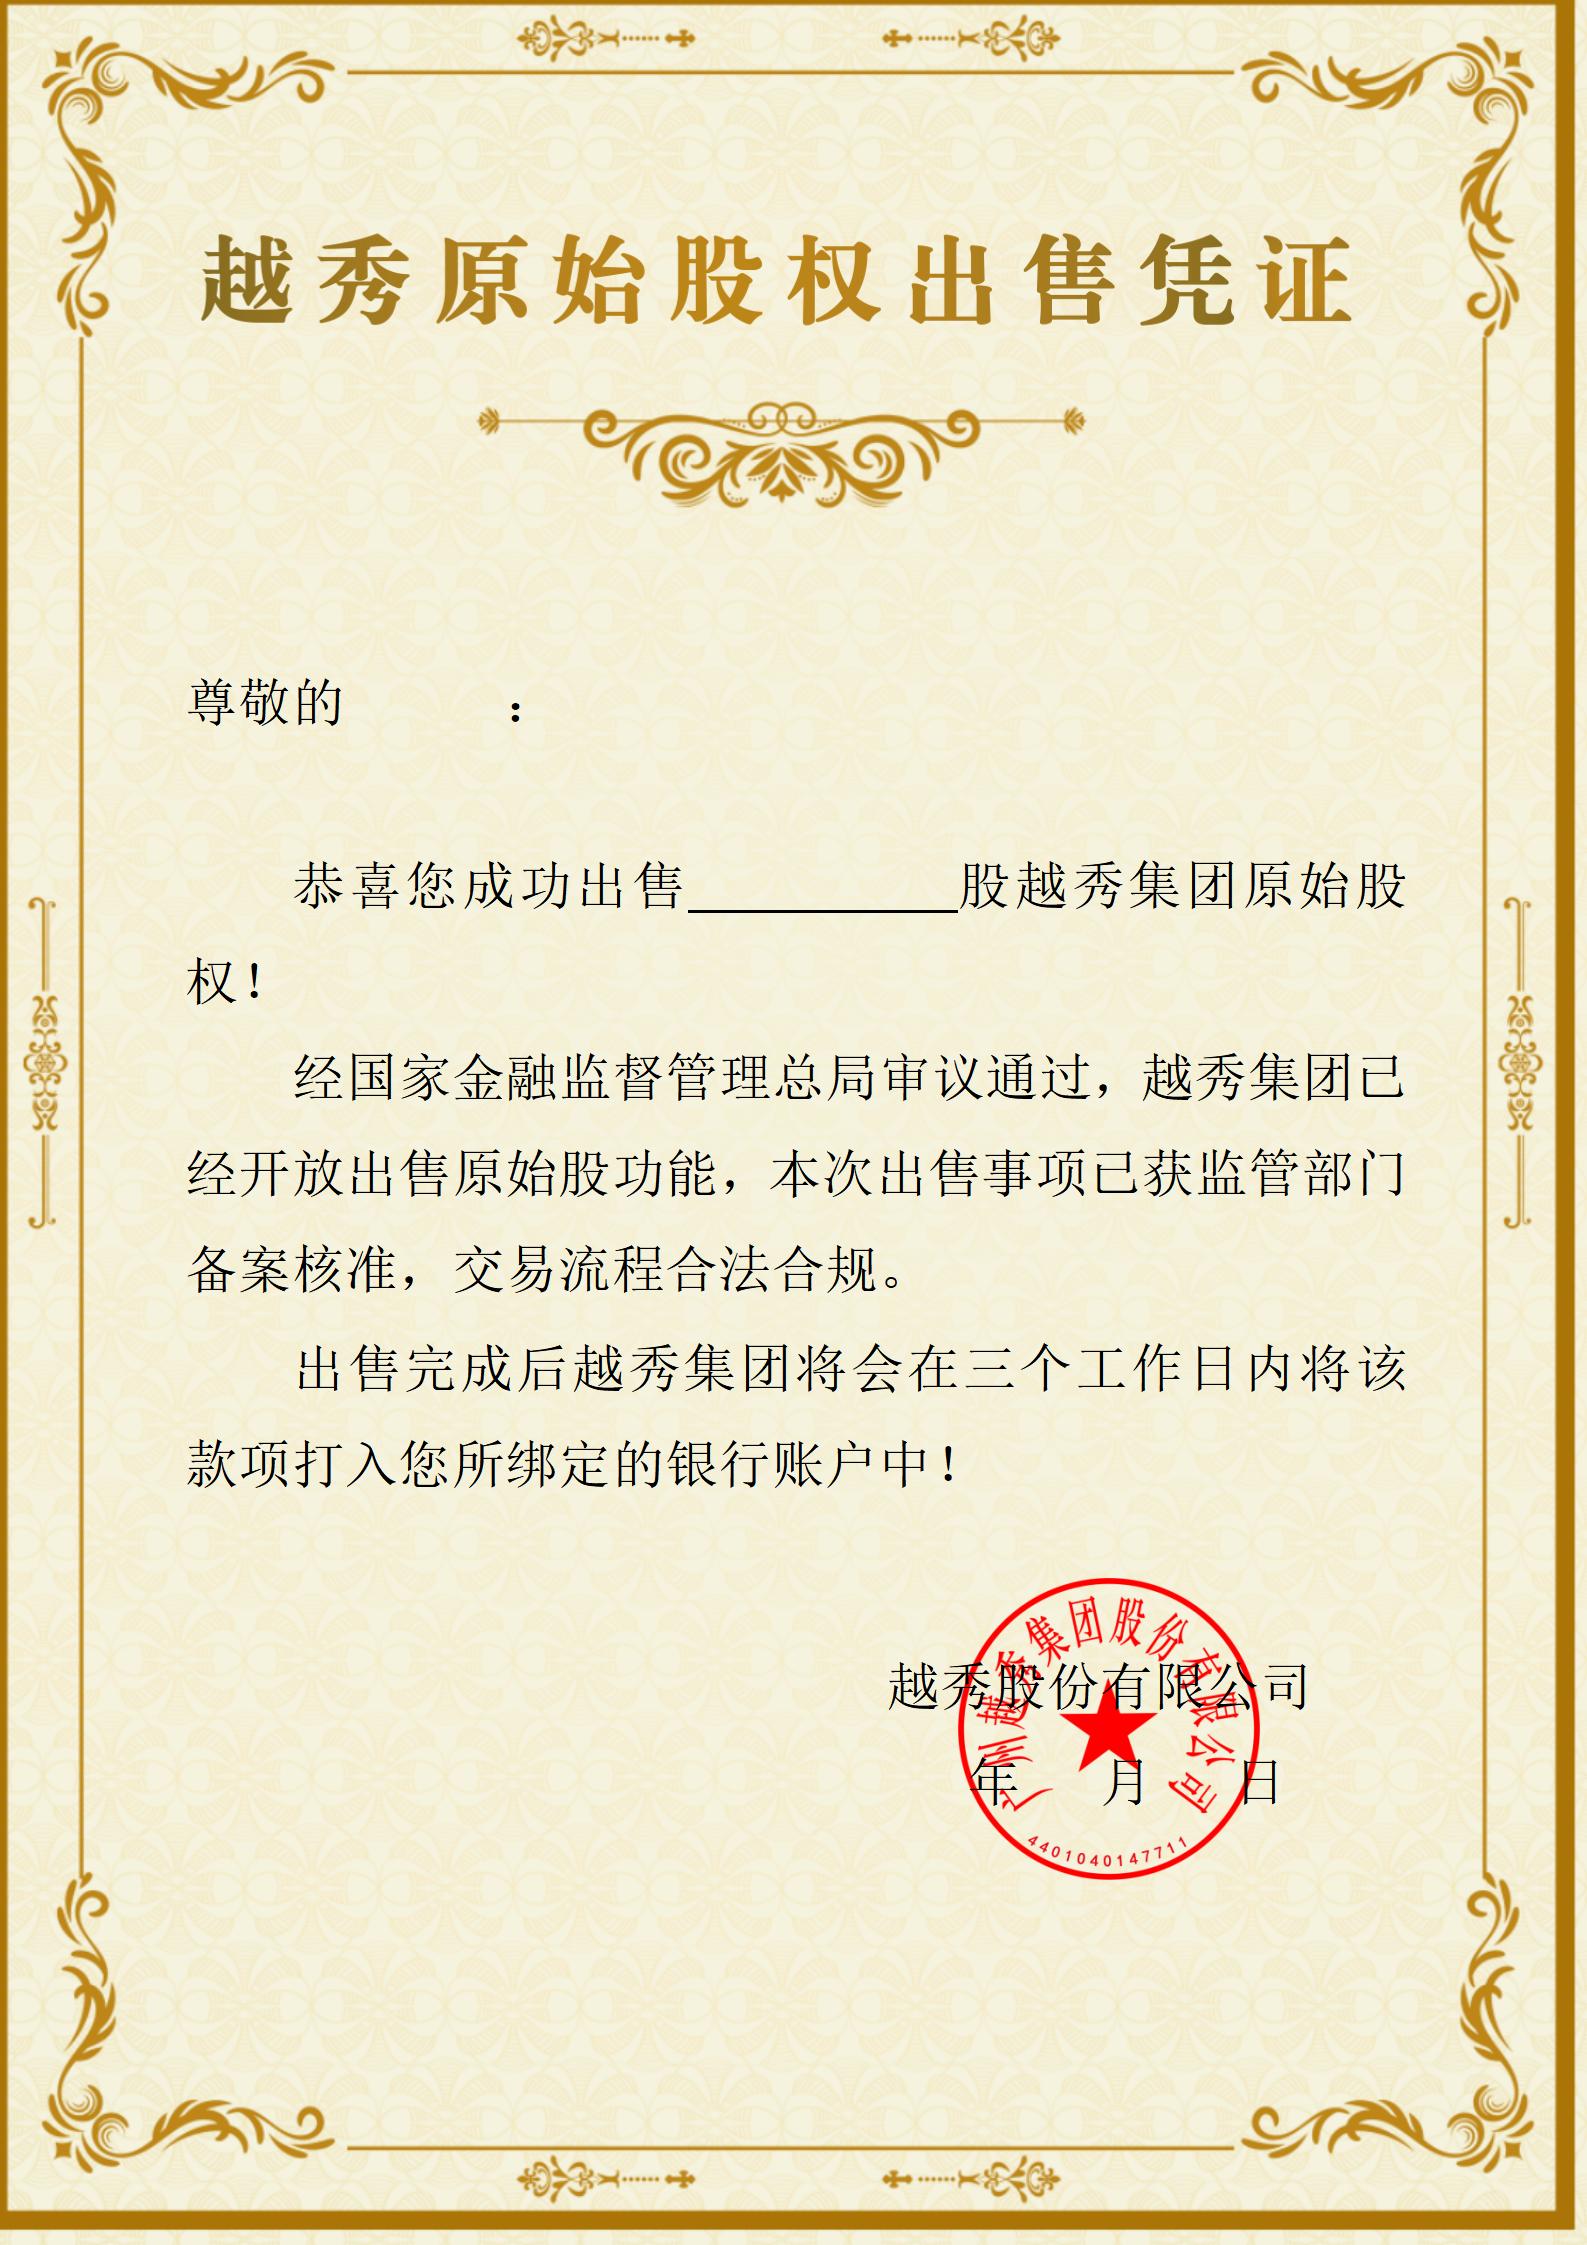 越秀原始股权出售凭证
尊敬的 ：
恭喜您成功出售__________股越秀集团原始股
权！
经国家金融监督管理总局审议通过，越秀集团已
经开放出售原始股功能，本次出售事项已获监管部门
备案核准，交易流程合法合规。
出售完成后越秀集团将会在三个工作日内将该
款项打入您所绑定的银行账户中！
越秀股份有限公司
年 月 日
广州越秀集团股份有限公司
4401040147711